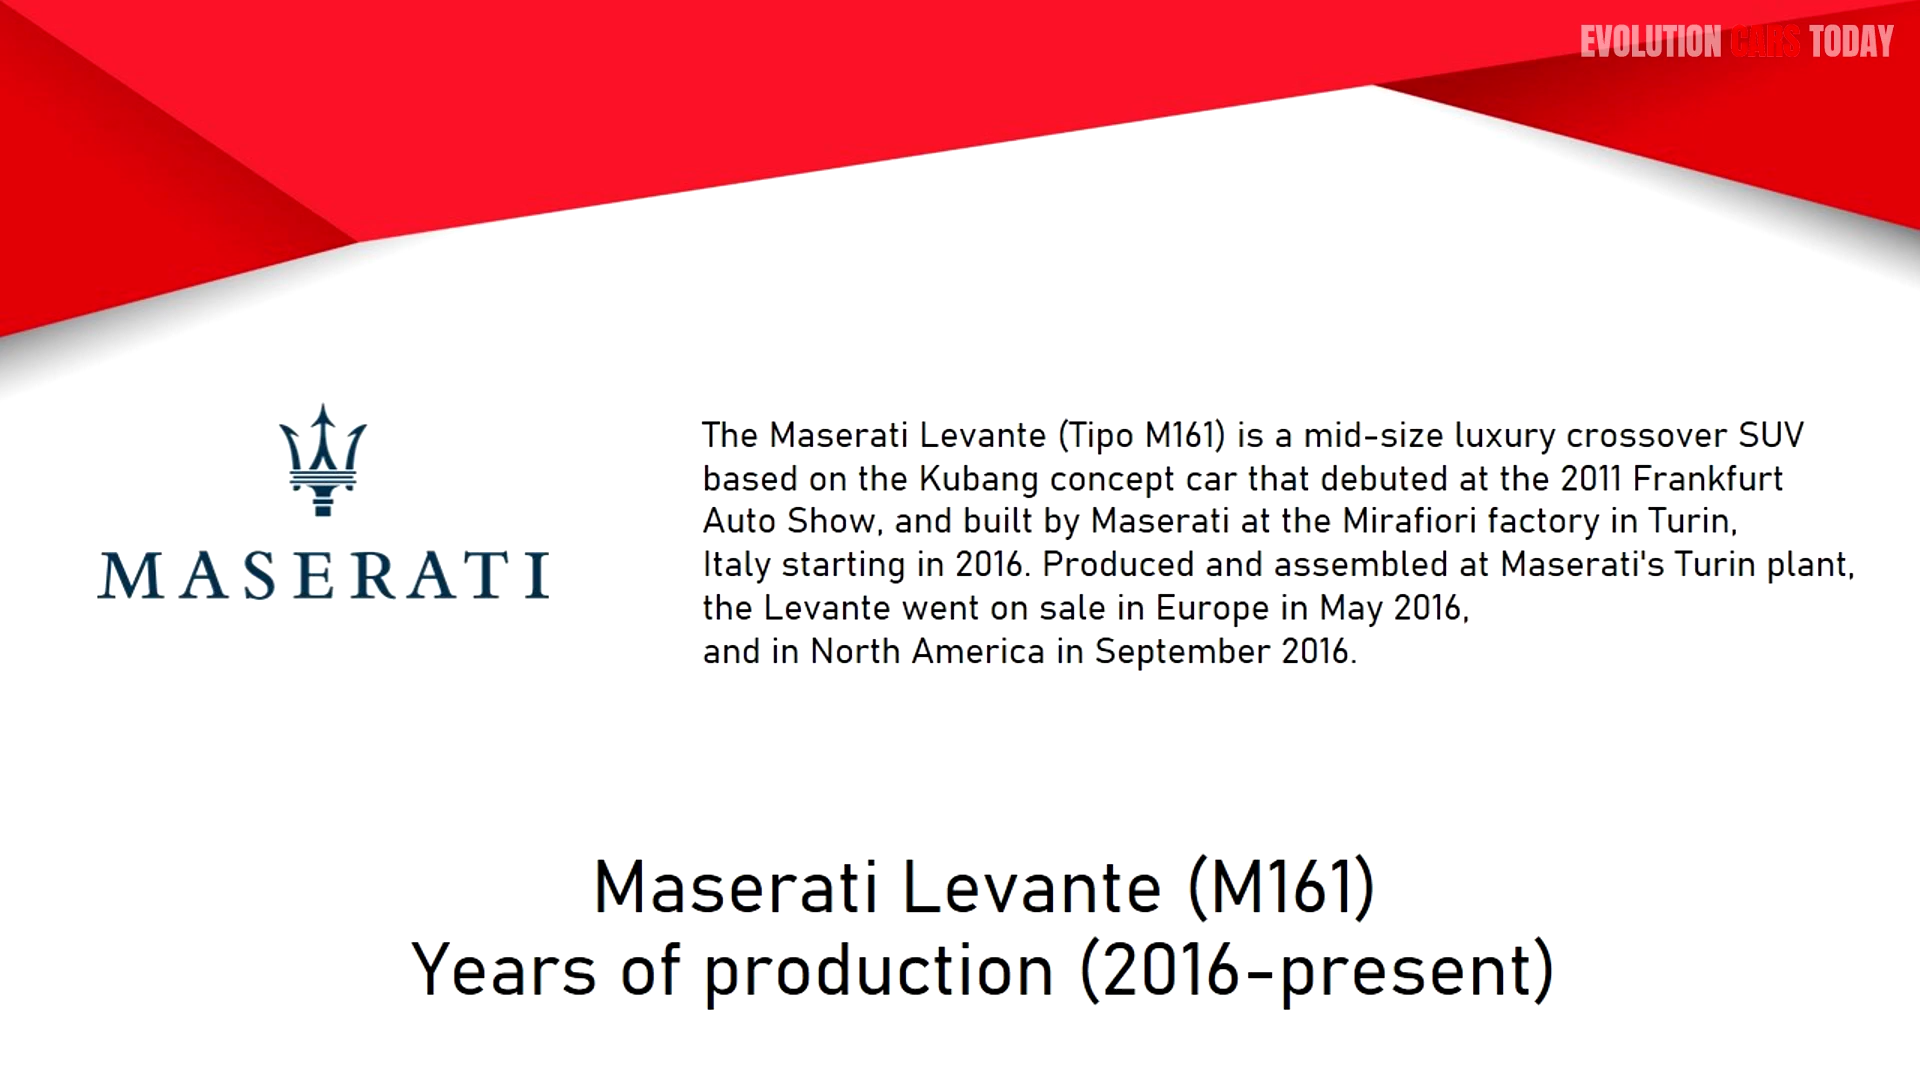 EVOLUTION CARS TODAY
MASERATI
The Maserati Levante (Tipo M161) is a mid-size luxury crossover SUV
based on the Kubang concept car that debuted at the 2011 Frankfurt
Auto Show, and built by Maserati at the Mirafiori factory in Turin,
Italy starting in 2016. Produced and assembled at Maserati's Turin plant,
the Levante went on sale in Europe in May 2016,
and in North America in September 2016.
Maserati Levante (M161)
Years of production (2016-present)